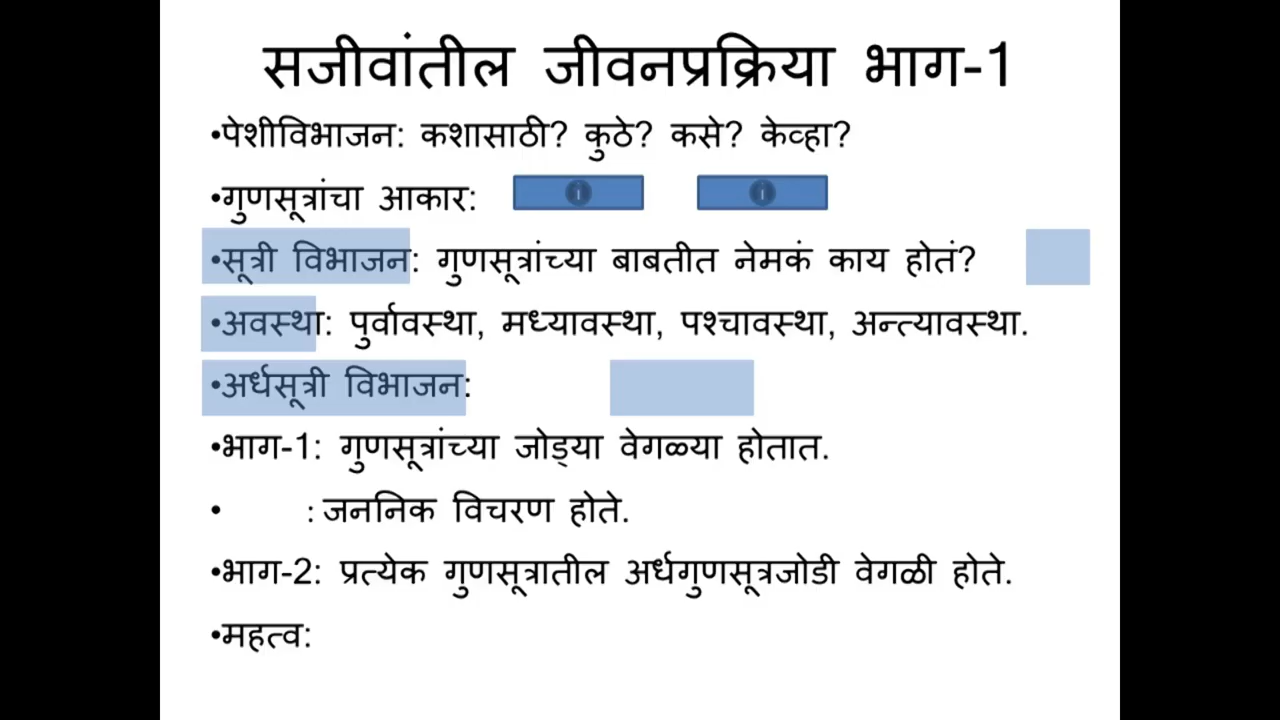 सजीवांतील जीवनप्रक्रिया भाग-1
•पेशीविभाजन: कशासाठी? कुठे? कसे? केव्हा?
•गुणसूत्रांचा आकार:
•सूत्री विभाजन: गुणसूत्रांच्या बाबतीत नेमकं काय होतं?
•अवस्था: पुर्वावस्था, मध्यावस्था, पश्चावस्था, अन्त्यावस्था.
•अर्धसूत्री विभाजन:
•भाग-1: गुणसूत्रांच्या जोड्या वेगळ्या होतात.
• : जननिक विचरण होते.
•भाग-2: प्रत्येक गुणसूत्रातील अर्धगुणसूत्रजोडी वेगळी होते.
•महत्व: